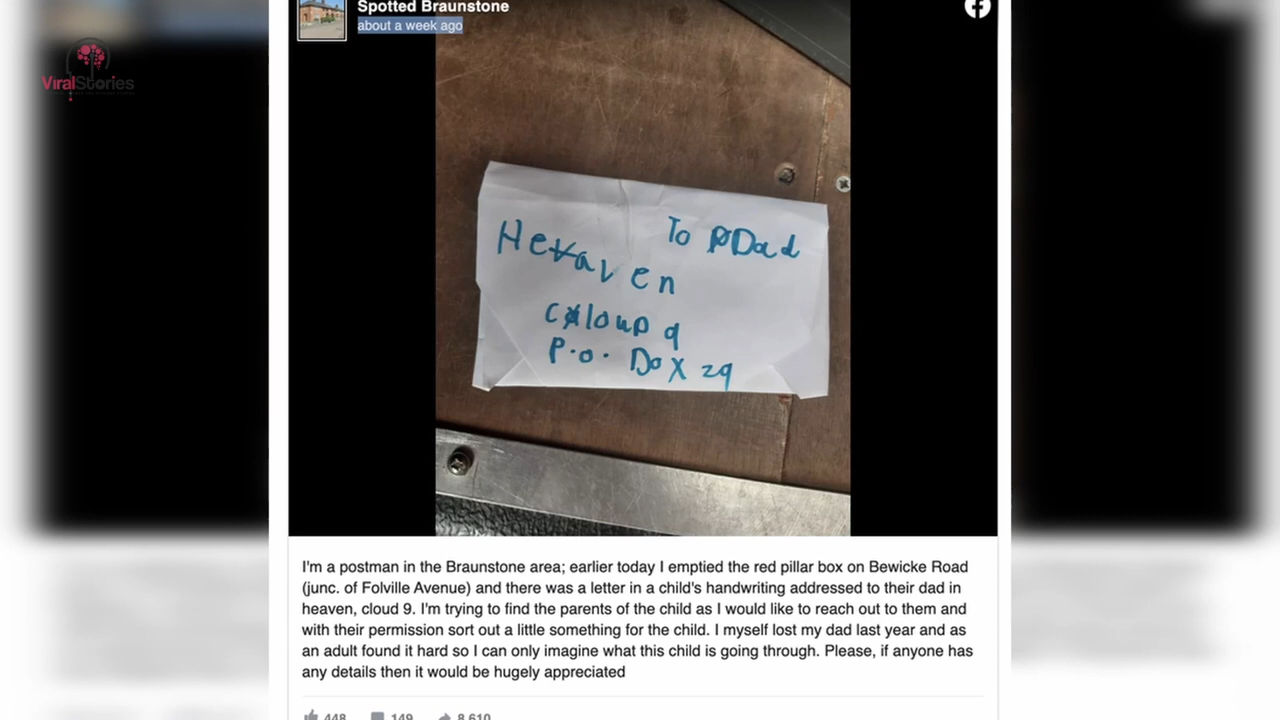 Spotted Braunstone
about a week ago
ViralStories
To Dad
Hevaven
cloup 9
P.O. Box 29
I'm a postman in the Braunstone area; earlier today I emptied the red pillar box on Bewicke Road
(junc. of Folville Avenue) and there was a letter in a child's handwriting addressed to their dad in
heaven, cloud 9. I'm trying to find the parents of the child as I would like to reach out to them and
with their permission sort out a little something for the child. I myself lost my dad last year and as
an adult found it hard so I can only imagine what this child is going through. Please, if anyone has
any details then it would be hugely appreciated
448 149 8,610